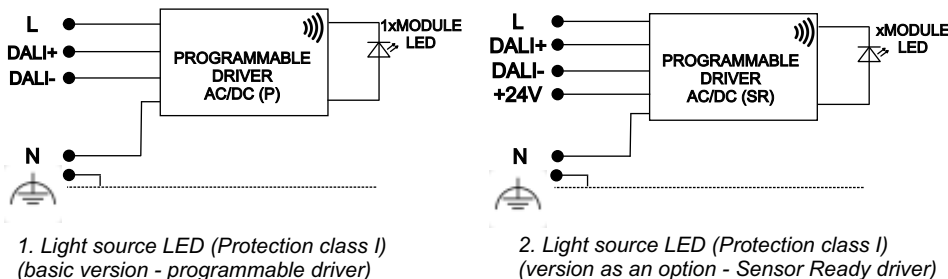 L
DALI+
DALI-
N
PROGRAMMABLE
DRIVER
AC/DC (P)
1xMODULE
LED
1. Light source LED (Protection class I)
(basic version - programmable driver)
L
DALI+
DALI-
+24V
N
PROGRAMMABLE
DRIVER
AC/DC (SR)
xMODULE
LED
2. Light source LED (Protection class I)
(version as an option - Sensor Ready driver)